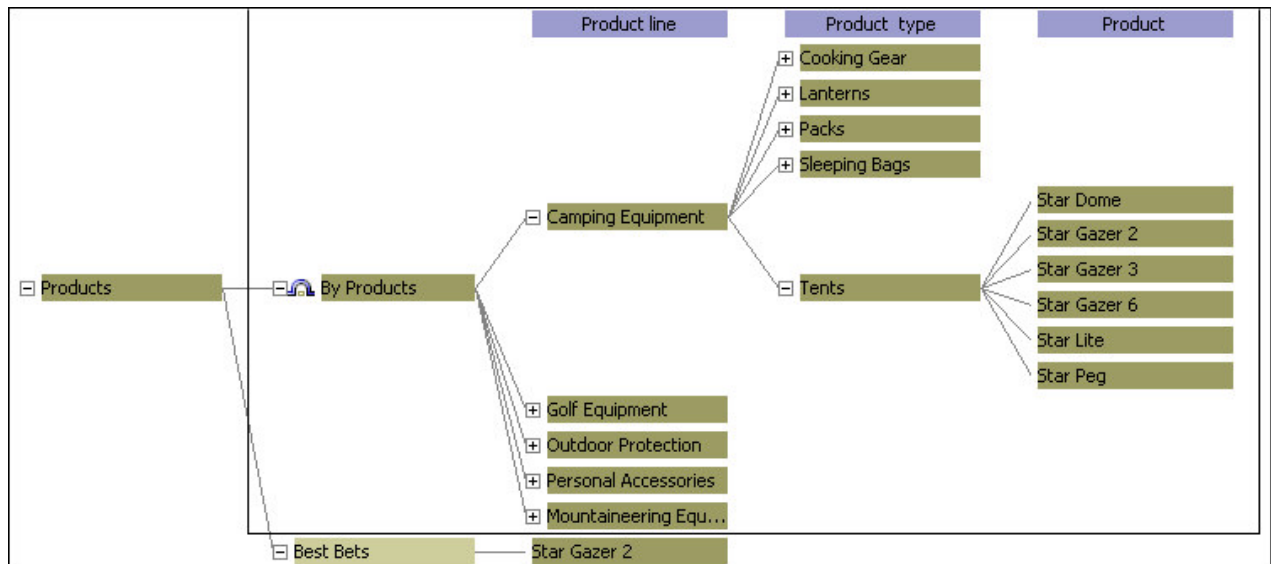 Product line
Product type
Product
Cooking Gear
Lanterns
Packs
Sleeping Bags
Star Dome
Camping Equipment
Star Gazer 2
Star Gazer 3
Products
By Products
Tents
Star Gazer 6
Star Lite
Star Peg
Golf Equipment
Outdoor Protection
Personal Accessories
Mountaineering Equ...
Best Bets
Star Gazer 2